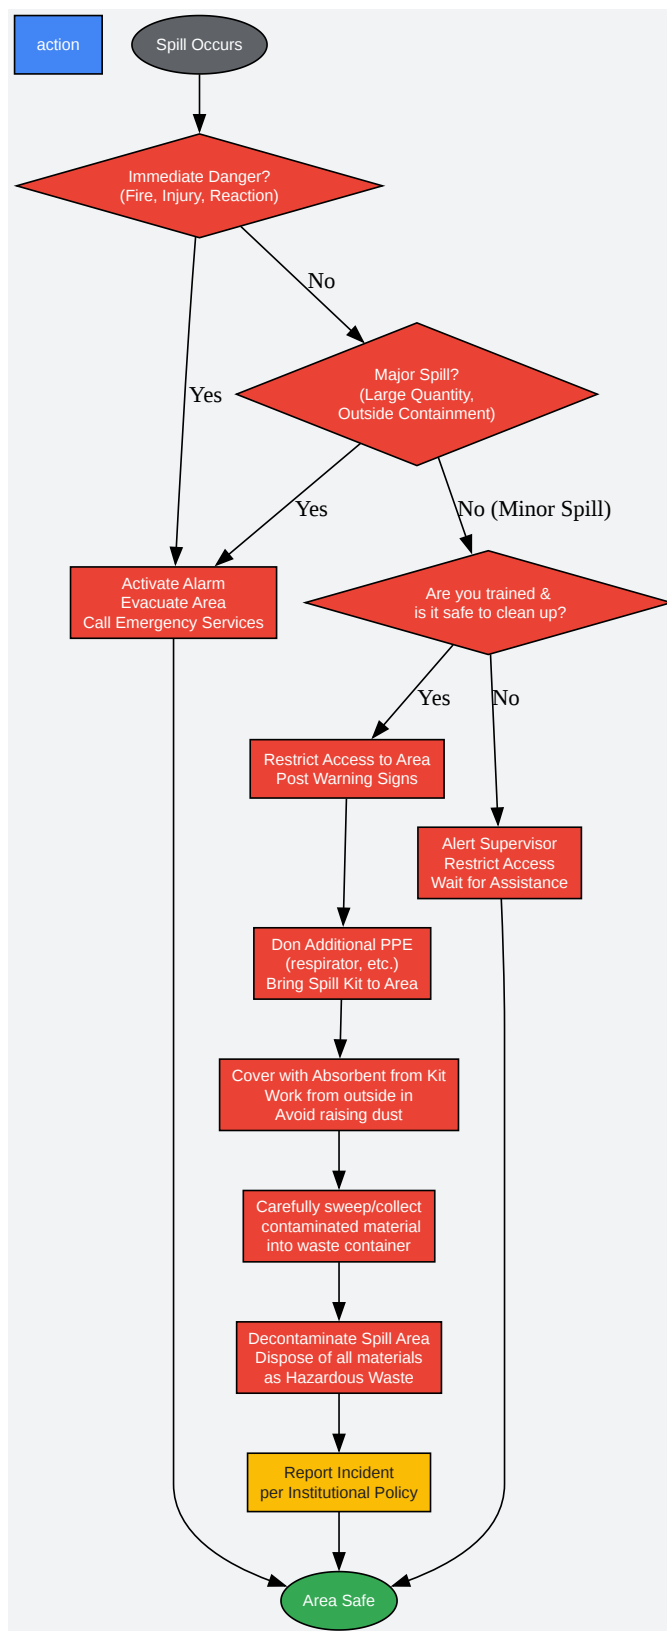 action
Spill Occurs
Immediate Danger?
(Fire, Injury, Reaction)
No
Major Spill?
(Large Quantity,
Outside Containment)
Yes
Yes
No (Minor Spill)
Activate Alarm
Evacuate Area
Call Emergency Services
Are you trained &
is it safe to clean up?
Yes
No
Restrict Access to Area
Post Warning Signs
Alert Supervisor
Restrict Access
Wait for Assistance
Don Additional PPE
(respirator, etc.)
Bring Spill Kit to Area
Cover with Absorbent from Kit
Work from outside in
Avoid raising dust
Carefully sweep/collect
contaminated material
into waste container
Decontaminate Spill Area
Dispose of all materials
as Hazardous Waste
Report Incident
per Institutional Policy
Area Safe